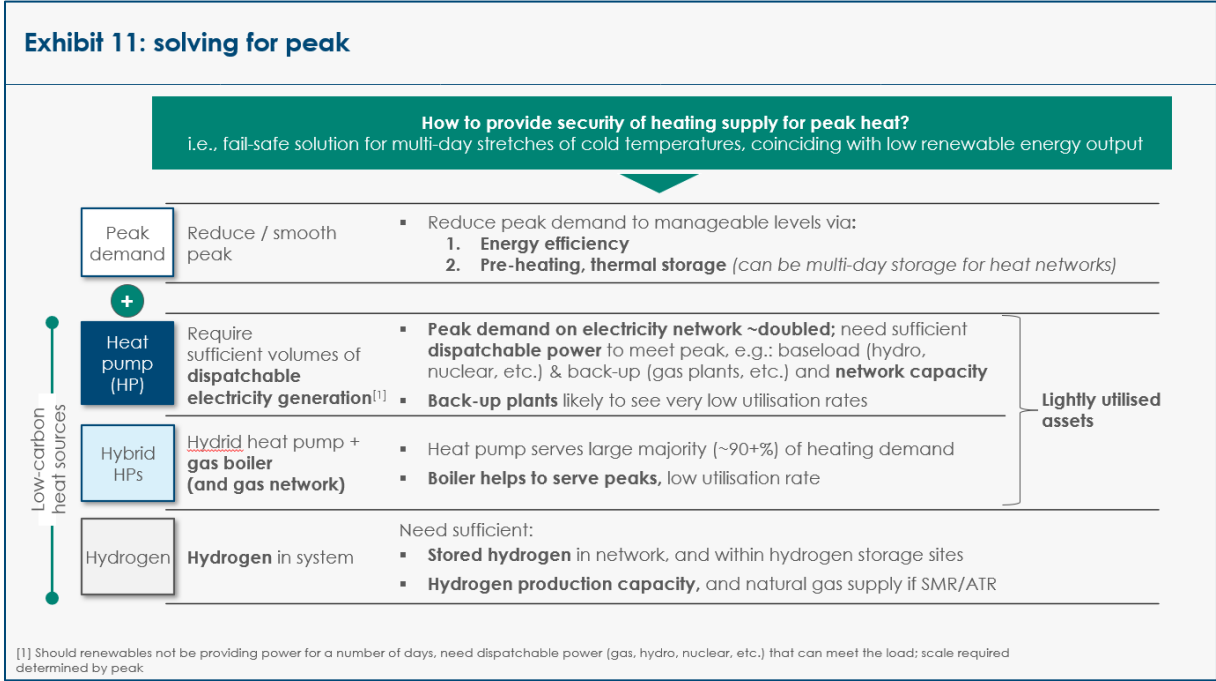 Exhibit 11: solving for peak
How to provide security of heating supply for peak heat?
i.e., fail-safe solution for multi-day stretches of cold temperatures, coinciding with low renewable energy output
Peak
demand
Reduce / smooth
peak
▪ Reduce peak demand to manageable levels via:
1. Energy efficiency
2. Pre-heating, thermal storage (can be multi-day storage for heat networks)
+
Low-carbon
heat sources
Heat
pump
(HP)
Require
sufficient volumes of
dispatchable
electricity generation[1]
▪ Peak demand on electricity network ~doubled; need sufficient
dispatchable power to meet peak, e.g.: baseload (hydro,
nuclear, etc.) & back-up (gas plants, etc.) and network capacity
▪ Back-up plants likely to see very low utilisation rates
Lightly utilised
assets
Hybrid
HPs
Hydrid heat pump +
gas boiler
(and gas network)
▪ Heat pump serves large majority (~90+%) of heating demand
▪ Boiler helps to serve peaks, low utilisation rate
Hydrogen
Hydrogen in system
Need sufficient:
▪ Stored hydrogen in network, and within hydrogen storage sites
▪ Hydrogen production capacity, and natural gas supply if SMR/ATR
[1] Should renewables not be providing power for a number of days, need dispatchable power (gas, hydro, nuclear, etc.) that can meet the load; scale required
determined by peak